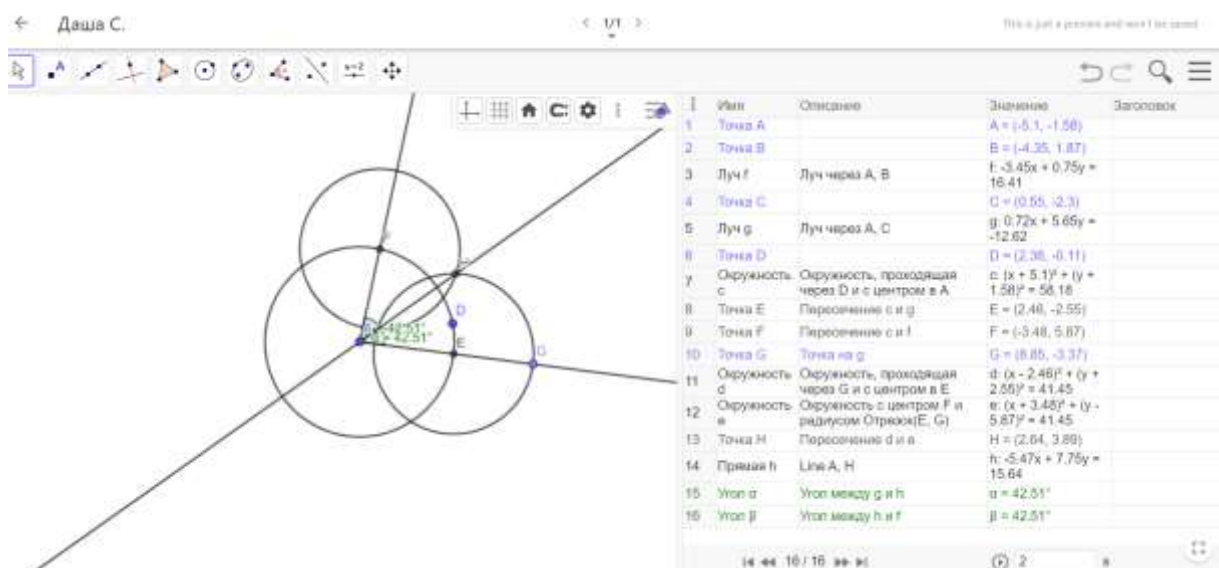 Даша С.
1/1
This is just a preview and won't be saved
Имя Описание Значение Заголовок
1 Точка A A = (-5.1, -1.58)
2 Точка B B = (-4.35, 1.87)
3 Луч f Луч через A, B f: -3.45x + 0.75y =
16.41
4 Точка C C = (0.55, -2.3)
5 Луч g Луч через A, C g: 0.72x + 5.65y =
-12.62
6 Точка D D = (2.38, -0.11)
7 Окружность Окружность, проходящая c: (x + 5.1)² + (y +
c через D и с центром в A 1.58)² = 58.18
8 Точка E Пересечение c и g E = (2.46, -2.55)
9 Точка F Пересечение c и f F = (-3.48, 5.87)
10 Точка G Точка на g G = (8.85, -3.37)
11 Окружность Окружность, проходящая d: (x - 2.46)² + (y +
d через G и с центром в E 2.55)² = 41.45
12 Окружность Окружность с центром F и e: (x + 3.48)² + (y -
e радиусом Отрезок(E, G) 5.87)² = 41.45
13 Точка H Пересечение d и e H = (2.64, 3.89)
14 Прямая h Line A, H h: -5.47x + 7.75y =
15.64
15 Угол α Угол между g и h α = 42.51°
16 Угол β Угол между h и f β = 42.51°
D
E
G
16 / 16
2 s